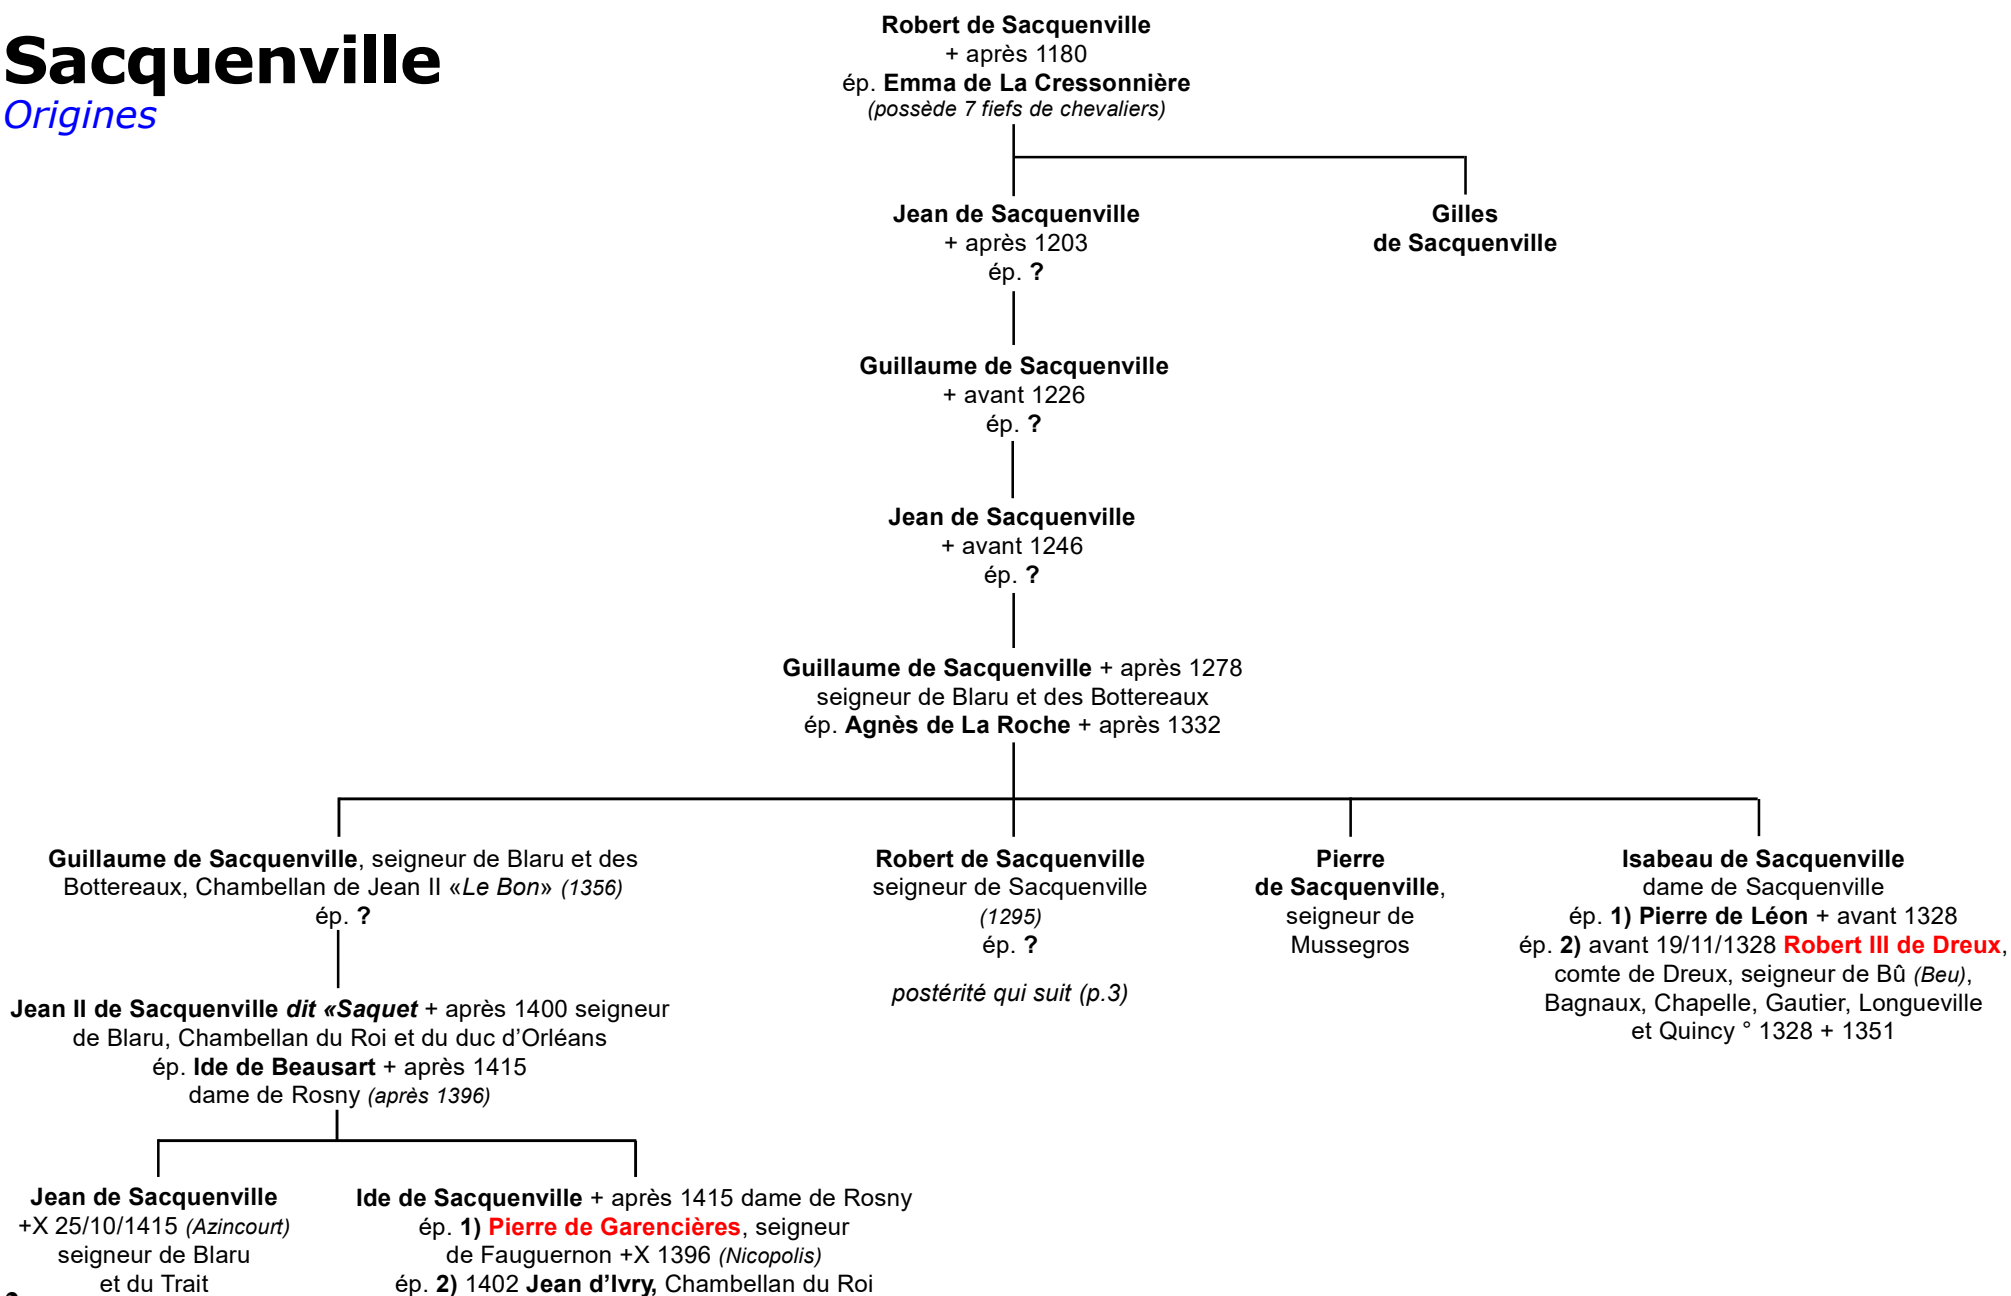 Sacquenville
Origines
Robert de Sacquenville
+ après 1180
ép. Emma de La Cressonnière
(possède 7 fiefs de chevaliers)
Jean de Sacquenville
+ après 1203
ép. ?
Gilles
de Sacquenville
Guillaume de Sacquenville
+ avant 1226
ép. ?
Jean de Sacquenville
+ avant 1246
ép. ?
Guillaume de Sacquenville + après 1278
seigneur de Blaru et des Bottereaux
ép. Agnès de La Roche + après 1332
Guillaume de Sacquenville, seigneur de Blaru et des
Bottereaux, Chambellan de Jean II «Le Bon» (1356)
ép. ?
Robert de Sacquenville
seigneur de Sacquenville
(1295)
ép. ?
postérité qui suit (p.3)
Pierre
de Sacquenville,
seigneur de
Mussegros
Isabeau de Sacquenville
dame de Sacquenville
ép. 1) Pierre de Léon + avant 1328
ép. 2) avant 19/11/1328 Robert III de Dreux,
comte de Dreux, seigneur de Bû (Beu),
Bagnaux, Chapelle, Gautier, Longueville
et Quincy ° 1328 + 1351
Jean II de Sacquenville dit «Saquet + après 1400 seigneur
de Blaru, Chambellan du Roi et du duc d'Orléans
ép. Ide de Beausart + après 1415
dame de Rosny (après 1396)
Jean de Sacquenville
+X 25/10/1415 (Azincourt)
seigneur de Blaru
et du Trait
Ide de Sacquenville + après 1415 dame de Rosny
ép. 1) Pierre de Garencières, seigneur
de Fauguernon +X 1396 (Nicopolis)
ép. 2) 1402 Jean d'Ivry, Chambellan du Roi